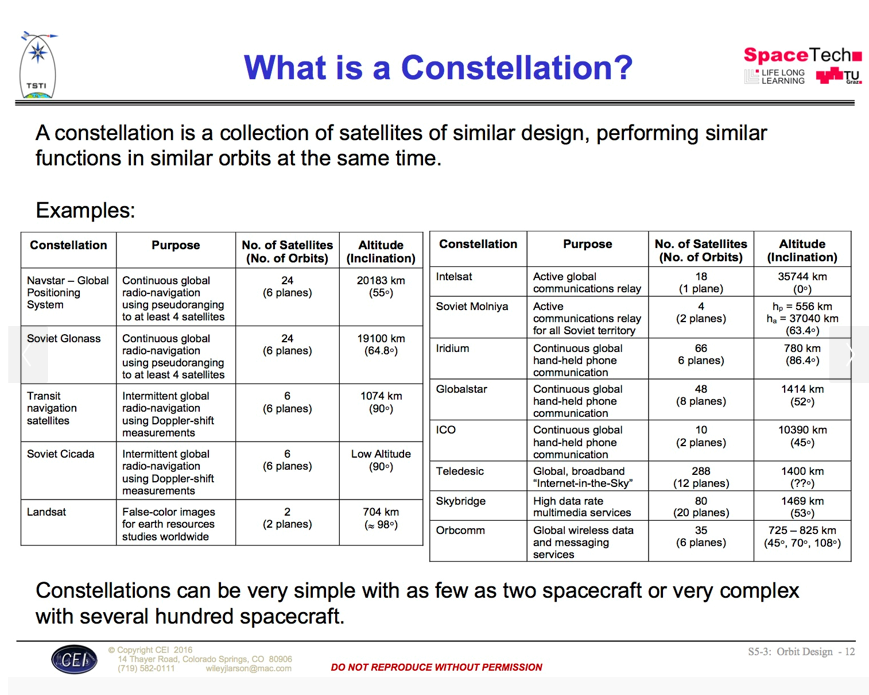 TSTI
What is a Constellation?
SpaceTech
LIFE LONG
LEARNING
TU
Graz
A constellation is a collection of satellites of similar design, performing similar
functions in similar orbits at the same time.
Examples:
Constellation Purpose No. of Satellites (No. of Orbits) Altitude (Inclination)
Navstar – Global Positioning System Continuous global radio-navigation using pseudoranging to at least 4 satellites 24 (6 planes) 20183 km (55°)
Soviet Glonass Continuous global radio-navigation using pseudoranging to at least 4 satellites 24 (6 planes) 19100 km (64.8°)
Transit navigation satellites Intermittent global radio-navigation using Doppler-shift measurements 6 (6 planes) 1074 km (90°)
Soviet Cicada Intermittent global radio-navigation using Doppler-shift measurements 6 (6 planes) Low Altitude (90°)
Landsat False-color images for earth resources studies worldwide 2 (2 planes) 704 km (≈ 98°)
Constellation Purpose No. of Satellites (No. of Orbits) Altitude (Inclination)
Intelsat Active global communications relay 18 (1 plane) 35744 km (0°)
Soviet Molniya Active communications relay for all Soviet territory 4 (2 planes) hp = 556 km ha = 37040 km (63.4°)
Iridium Continuous global hand-held phone communication 66 6 planes) 780 km (86.4°)
Globalstar Continuous global hand-held phone communication 48 (8 planes) 1414 km (52°)
ICO Continuous global hand-held phone communication 10 (2 planes) 10390 km (45°)
Teledesic Global, broadband “Internet-in-the-Sky” 288 (12 planes) 1400 km (??°)
Skybridge High data rate multimedia services 80 (20 planes) 1469 km (53°)
Orbcomm Global wireless data and messaging services 35 (6 planes) 725 – 825 km (45°, 70°, 108°)
Constellations can be very simple with as few as two spacecraft or very complex
with several hundred spacecraft.
CEI
© Copyright CEI 2016
14 Thayer Road, Colorado Springs, CO 80906
(719) 582-0111 wileyjlarson@mac.com
DO NOT REPRODUCE WITHOUT PERMISSION
S5-3: Orbit Design - 12